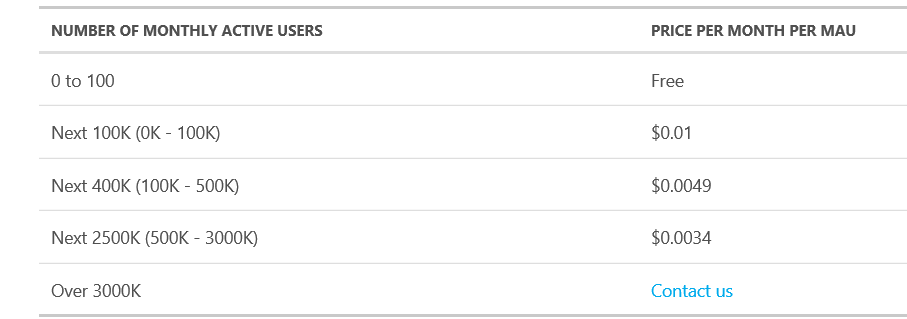 NUMBER OF MONTHLY ACTIVE USERS PRICE PER MONTH PER MAU
0 to 100 Free
Next 100K (0K - 100K) $0.01
Next 400K (100K - 500K) $0.0049
Next 2500K (500K - 3000K) $0.0034
Over 3000K Contact us